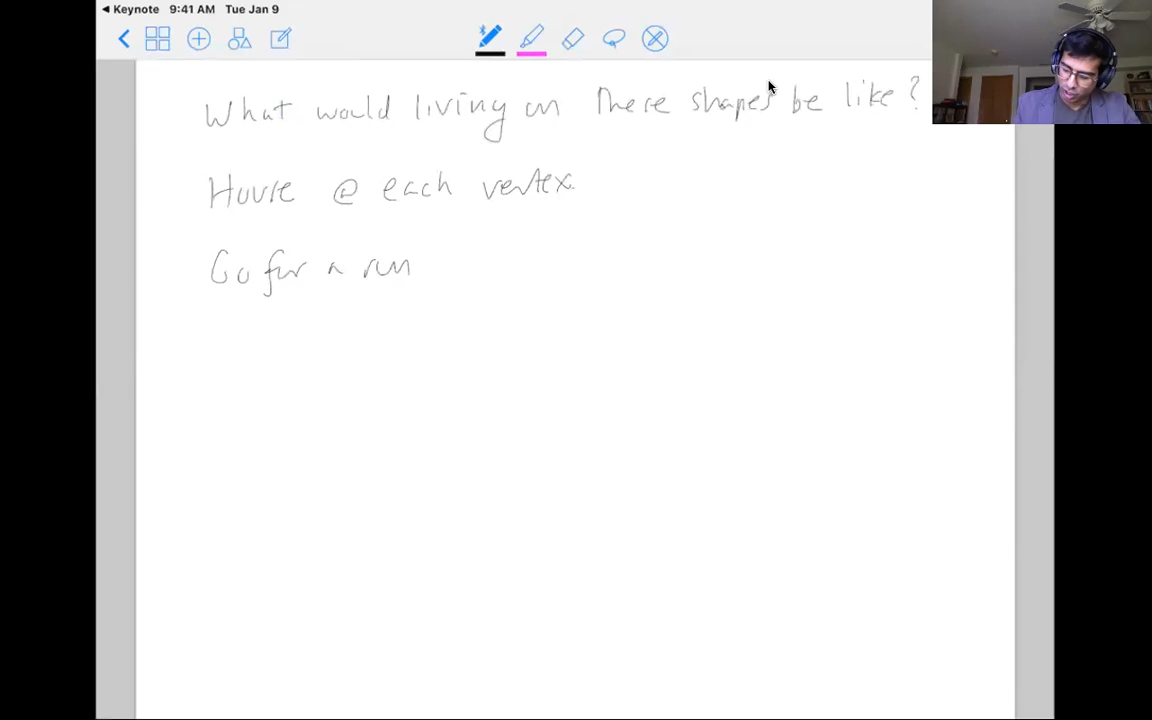 Keynote 9:41 AM Tue Jan 9
What would living on these shapes be like?
House @ each vertex.
Go for a run